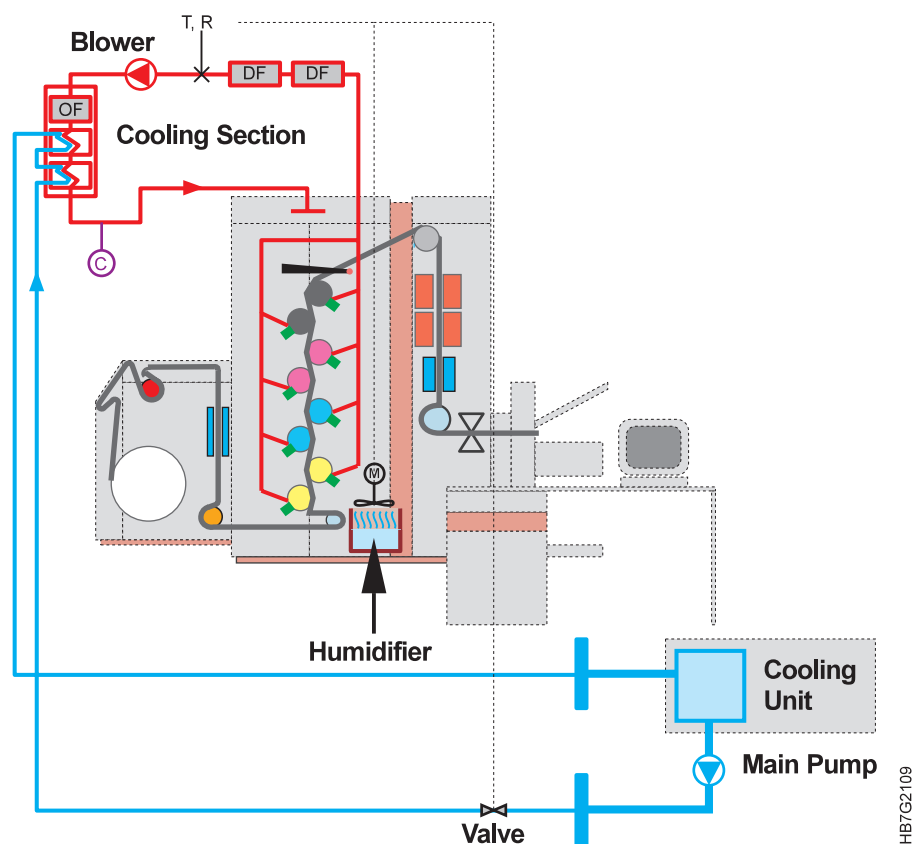 T, R
Blower
DF DF
OF
Cooling Section
C
M
Humidifier
Cooling
Unit
Main Pump
Valve
HB7G2109